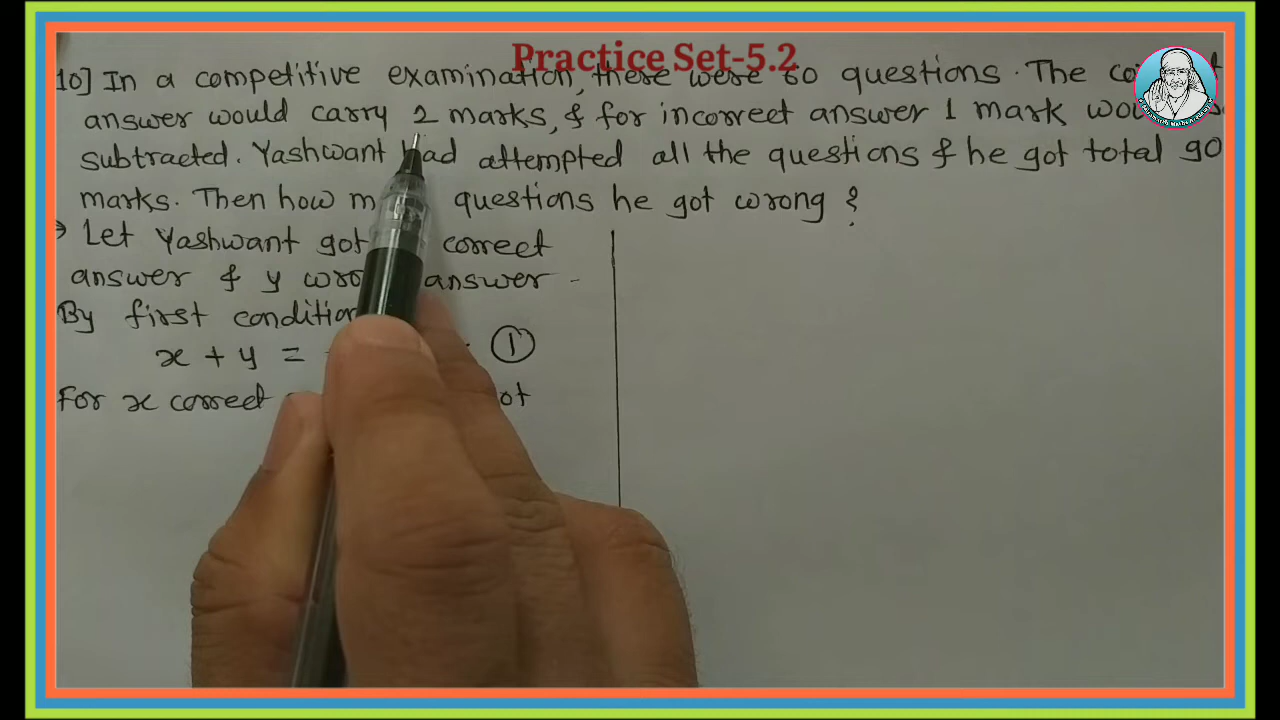 Practice Set-5.2
10] In a competitive examination, there were 60 questions. The
answer would carry 2 marks, & for incorrect answer 1 mark
subtracted. Yashwant had attempted all the questions & he got total 90
marks. Then how questions he got wrong ?
→ Let Yashwant got correct
answer & y answer -
By first condition
x + y = ①
For x correct